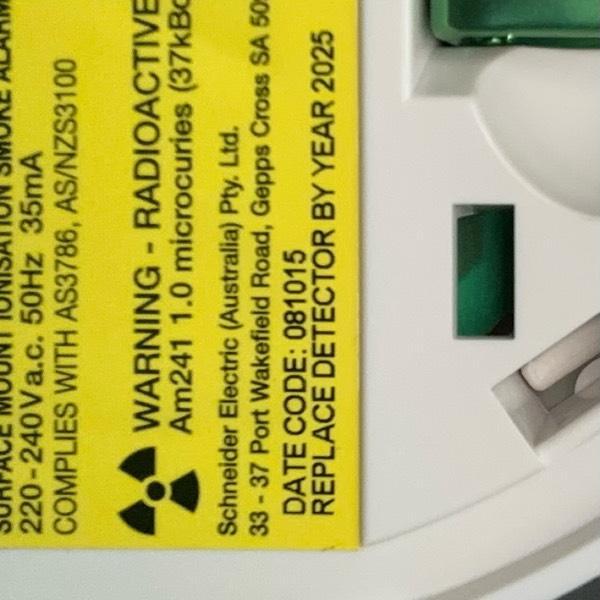 SURFACE MOUNT IONISATION SMOKE ALARM
220-240Va.c. 50Hz 35mA
COMPLIES WITH AS3786, AS/NZS3100
WARNING - RADIOACTIVE
Am241 1.0 microcuries (37kBq
Schneider Electric (Australia) Pty. Ltd.
33 - 37 Port Wakefield Road, Gepps Cross SA 50
DATE CODE: 081015
REPLACE DETECTOR BY YEAR 2025